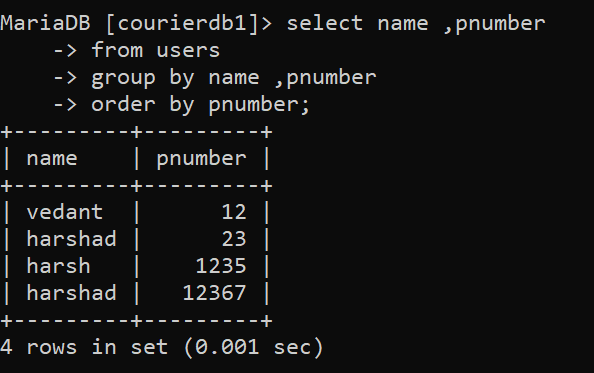 MariaDB [courierdb1]> select name ,pnumber
    -> from users
    -> group by name ,pnumber
    -> order by pnumber;
+---------+---------+
| name    | pnumber |
+---------+---------+
| vedant  |      12 |
| harshad |      23 |
| harsh   |    1235 |
| harshad |   12367 |
+---------+---------+
4 rows in set (0.001 sec)